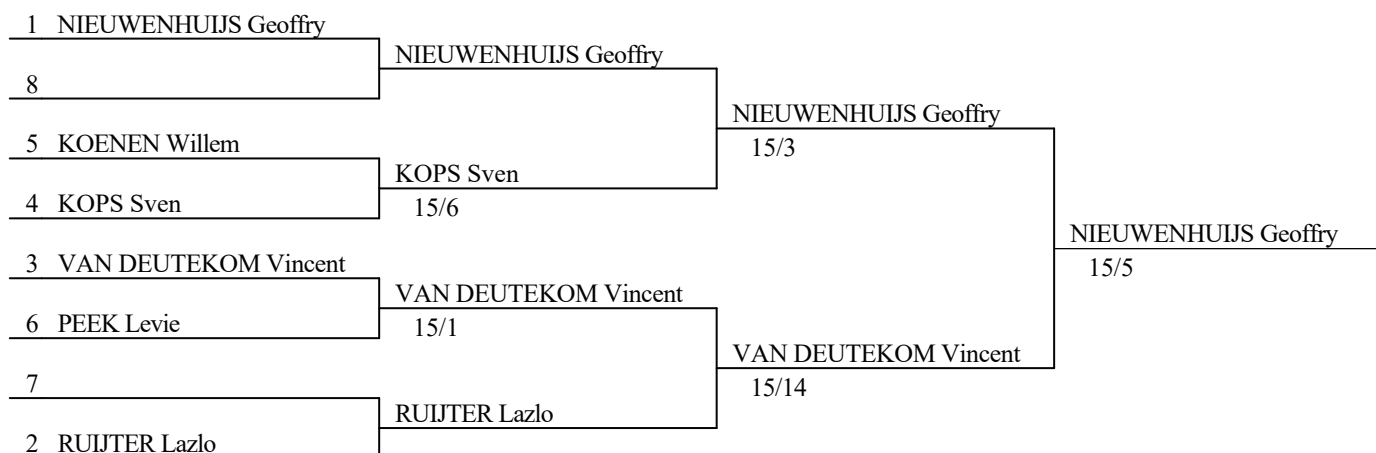 1 NIEUWENHUIJS Geoffry
8
5 KOENEN Willem
4 KOPS Sven
3 VAN DEUTEKOM Vincent
6 PEEK Levie
7
2 RUIJTER Lazlo
NIEUWENHUIJS Geoffry
KOPS Sven
15/6
VAN DEUTEKOM Vincent
15/1
RUIJTER Lazlo
NIEUWENHUIJS Geoffry
15/3
VAN DEUTEKOM Vincent
15/14
NIEUWENHUIJS Geoffry
15/5